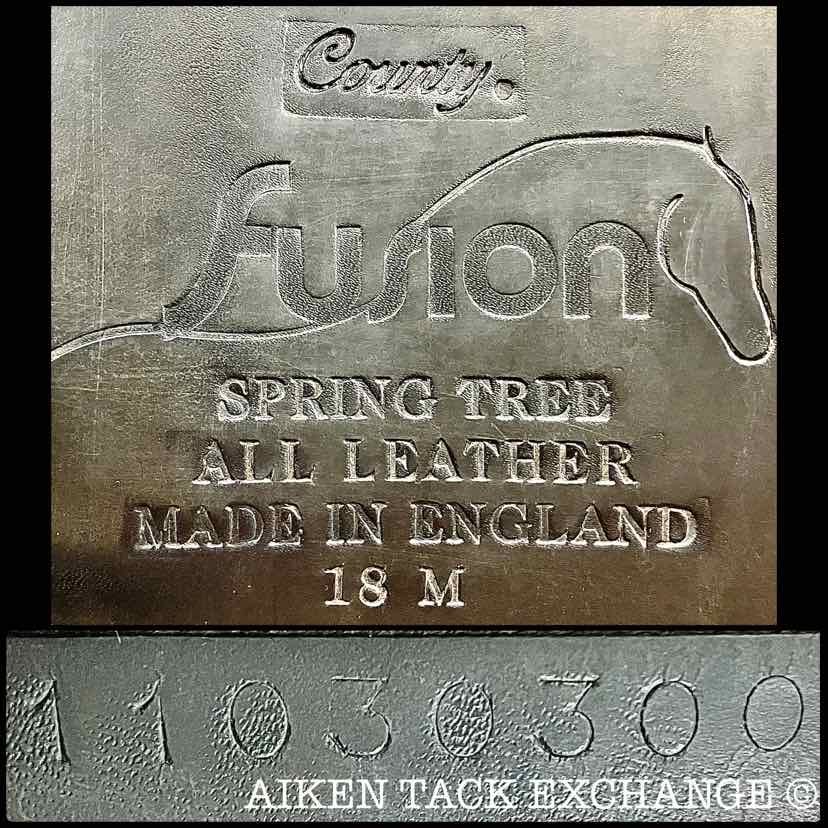 County.
fusion
SPRING TREE
ALL LEATHER
MADE IN ENGLAND
18 M
11030300
AIKEN TACK EXCHANGE ©